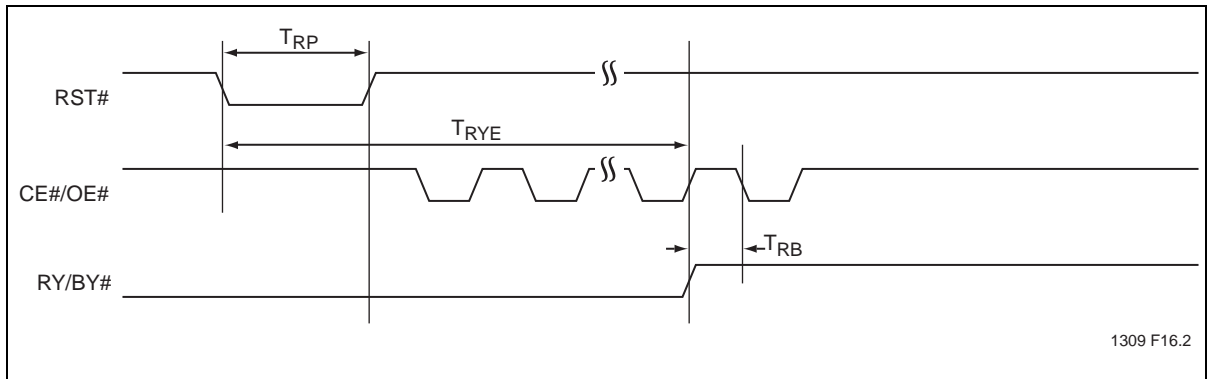 TRP
RST#
TRYE
CE#/OE#
TRB
RY/BY#
1309 F16.2